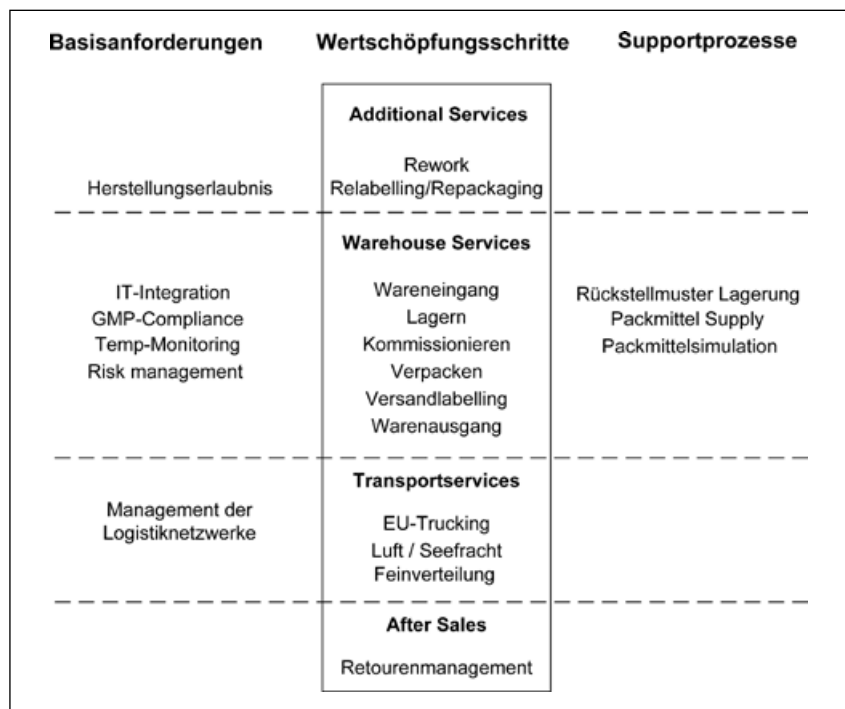 Basisanforderungen
Wertschöpfungsschritte
Supportprozesse
Additional Services
Herstellungserlaubnis
Rework
Relabelling/Repackaging
Warehouse Services
IT-Integration
GMP-Compliance
Temp-Monitoring
Risk management
Wareneingang
Lagern
Kommissionieren
Verpacken
Versandlabelling
Warenausgang
Rückstellmuster Lagerung
Packmittel Supply
Packmittelsimulation
Transportservices
Management der
Logistiknetzwerke
EU-Trucking
Luft / Seefracht
Feinverteilung
After Sales
Retourenmanagement